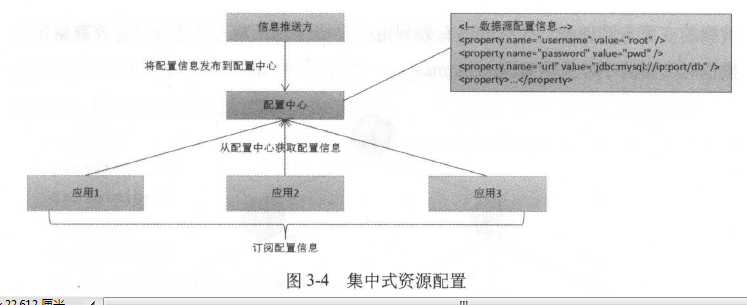 信息推送方
<!-- 数据源配置信息 -->
<property name="username" value="root" />
<property name="password" value="pwd" />
<property name="url" value="jdbc:mysql://ip:port/db" />
<property>...</property>
将配置信息发布到配置中心
配置中心
从配置中心获取配置信息
应用1
应用2
应用3
订阅配置信息
图 3-4 集中式资源配置
22.612 厘米